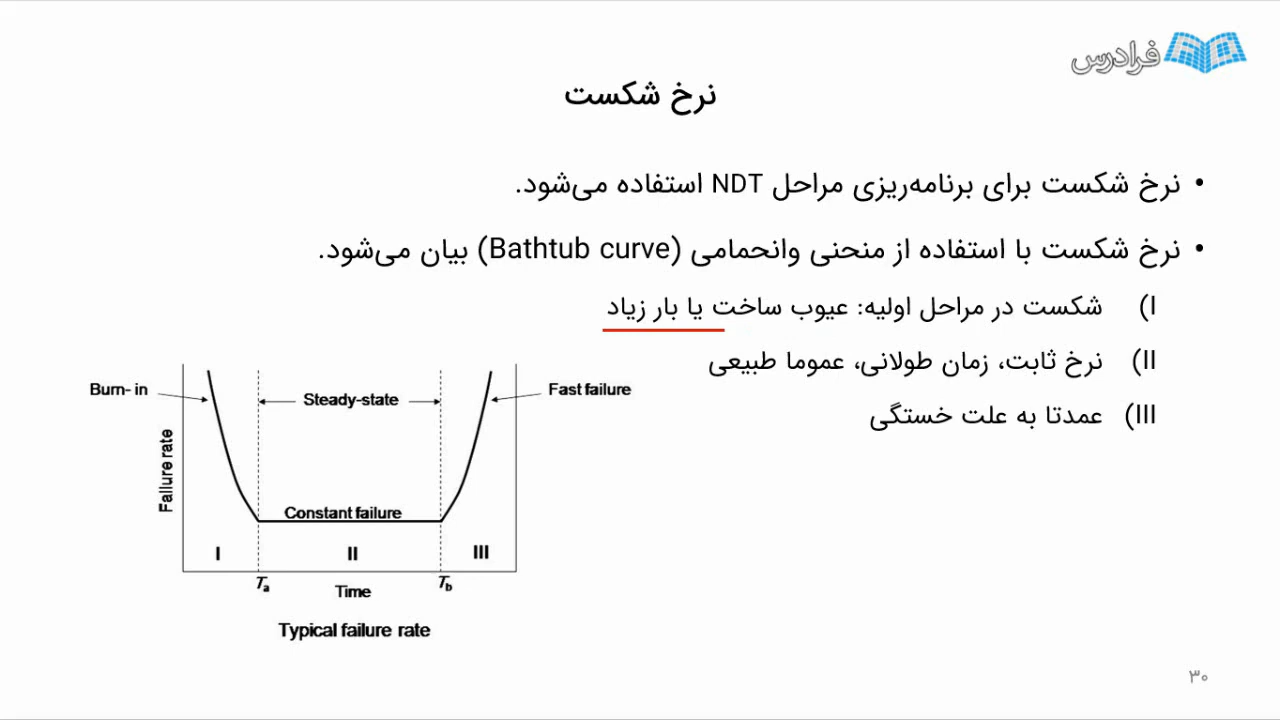 فرادرس
نرخ شکست
• نرخ شکست برای برنامه‌ریزی مراحل NDT استفاده می‌شود.
• نرخ شکست با استفاده از منحنی وانحمامی (Bathtub curve) بیان می‌شود.
I) شکست در مراحل اولیه: عیوب ساخت یا بار زیاد
II) نرخ ثابت، زمان طولانی، عموما طبیعی
III) عمدتا به علت خستگی
Burn- in
Steady-state
Fast failure
Failure rate
Constant failure
I
II
III
Ta
Time
Tb
Typical failure rate
۳۰